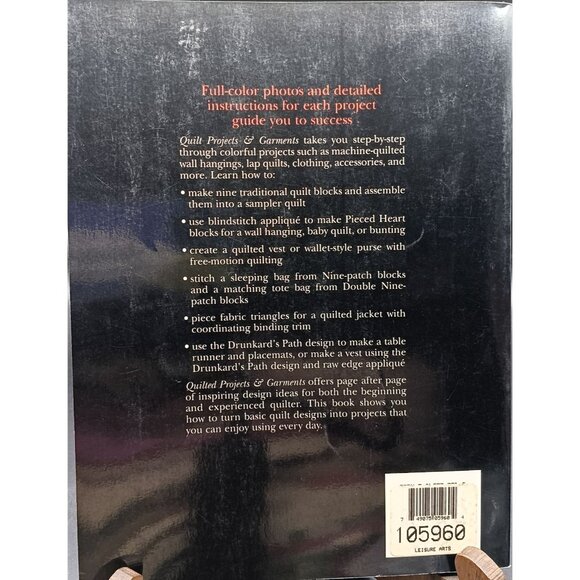 Full-color photos and detailed
instructions for each project
guide you to success
Quilt Projects & Garments takes you step-by-step
through colorful projects such as machine-quilted
wall hangings, lap quilts, clothing, accessories, and
more. Learn how to:
• make nine traditional quilt blocks and assemble
them into a sampler quilt
• use blindstitch appliqué to make Pieced Heart
blocks for a wall hanging, baby quilt, or bunting
• create a quilted vest or wallet-style purse with
free-motion quilting
• stitch a sleeping bag from Nine-patch blocks
and a matching tote bag from Double Nine-
patch blocks
• piece fabric triangles for a quilted jacket with
coordinating binding trim
• use the Drunkard's Path design to make a table
runner and placemats, or make a vest using the
Drunkard's Path design and raw edge appliqué
Quilted Projects & Garments offers page after page
of inspiring design ideas for both the beginning
and experienced quilter. This book shows you
how to turn basic quilt designs into projects that
you can enjoy using every day.
7 49075 05960 4
105960
LEISURE ARTS